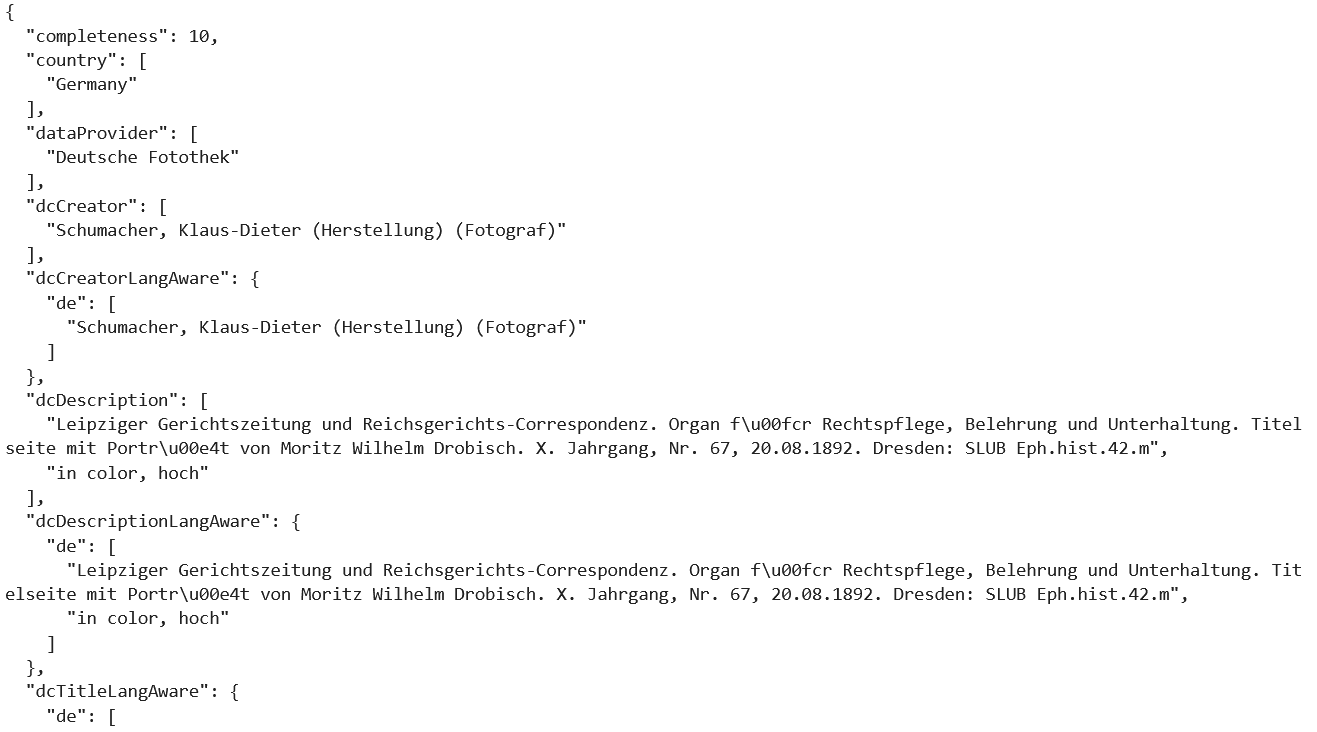 {
  "completeness": 10,
  "country": [
    "Germany"
  ],
  "dataProvider": [
    "Deutsche Fotothek"
  ],
  "dcCreator": [
    "Schumacher, Klaus-Dieter (Herstellung) (Fotograf)"
  ],
  "dcCreatorLangAware": {
    "de": [
      "Schumacher, Klaus-Dieter (Herstellung) (Fotograf)"
    ]
  },
  "dcDescription": [
    "Leipziger Gerichtszeitung und Reichsgerichts-Correspondenz. Organ f\u00fcr Rechtspflege, Belehrung und Unterhaltung. Titel
seite mit Portr\u00e4t von Moritz Wilhelm Drobisch. X. Jahrgang, Nr. 67, 20.08.1892. Dresden: SLUB Eph.hist.42.m",
    "in color, hoch"
  ],
  "dcDescriptionLangAware": {
    "de": [
      "Leipziger Gerichtszeitung und Reichsgerichts-Correspondenz. Organ f\u00fcr Rechtspflege, Belehrung und Unterhaltung. Tit
elseite mit Portr\u00e4t von Moritz Wilhelm Drobisch. X. Jahrgang, Nr. 67, 20.08.1892. Dresden: SLUB Eph.hist.42.m",
      "in color, hoch"
    ]
  },
  "dcTitleLangAware": {
    "de": [